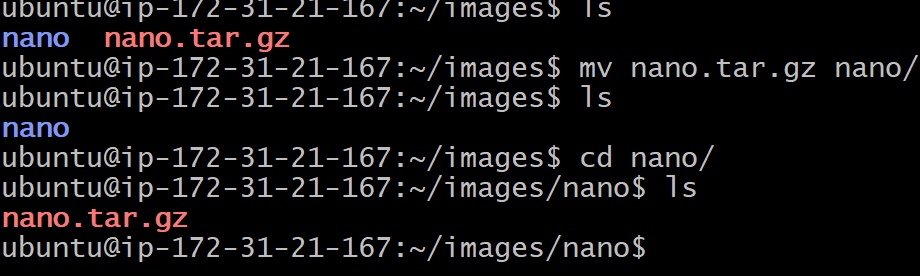 ubuntu@ip-172-31-21-167:~/images$ ls
nano  nano.tar.gz
ubuntu@ip-172-31-21-167:~/images$ mv nano.tar.gz nano/
ubuntu@ip-172-31-21-167:~/images$ ls
nano
ubuntu@ip-172-31-21-167:~/images$ cd nano/
ubuntu@ip-172-31-21-167:~/images/nano$ ls
nano.tar.gz
ubuntu@ip-172-31-21-167:~/images/nano$